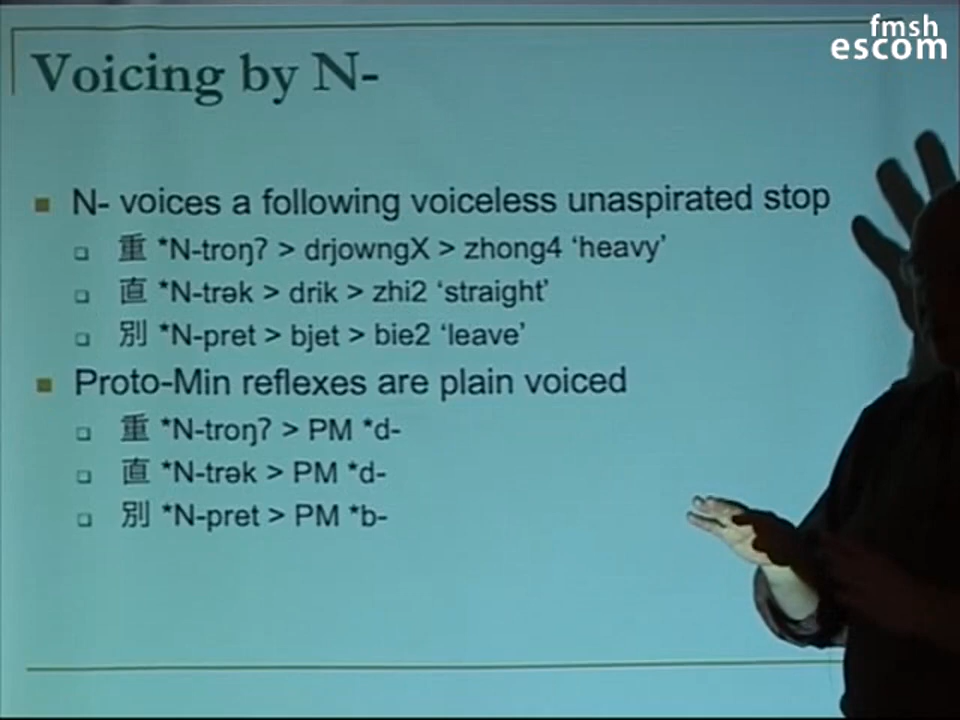 fmsh
escom
Voicing by N-
N- voices a following voiceless unaspirated stop
重 *N-troŋʔ > drjowngX > zhong4 ‘heavy’
直 *N-trək > drik > zhi2 ‘straight’
別 *N-pret > bjet > bie2 ‘leave’
Proto-Min reflexes are plain voiced
重 *N-troŋʔ > PM *d-
直 *N-trək > PM *d-
別 *N-pret > PM *b-